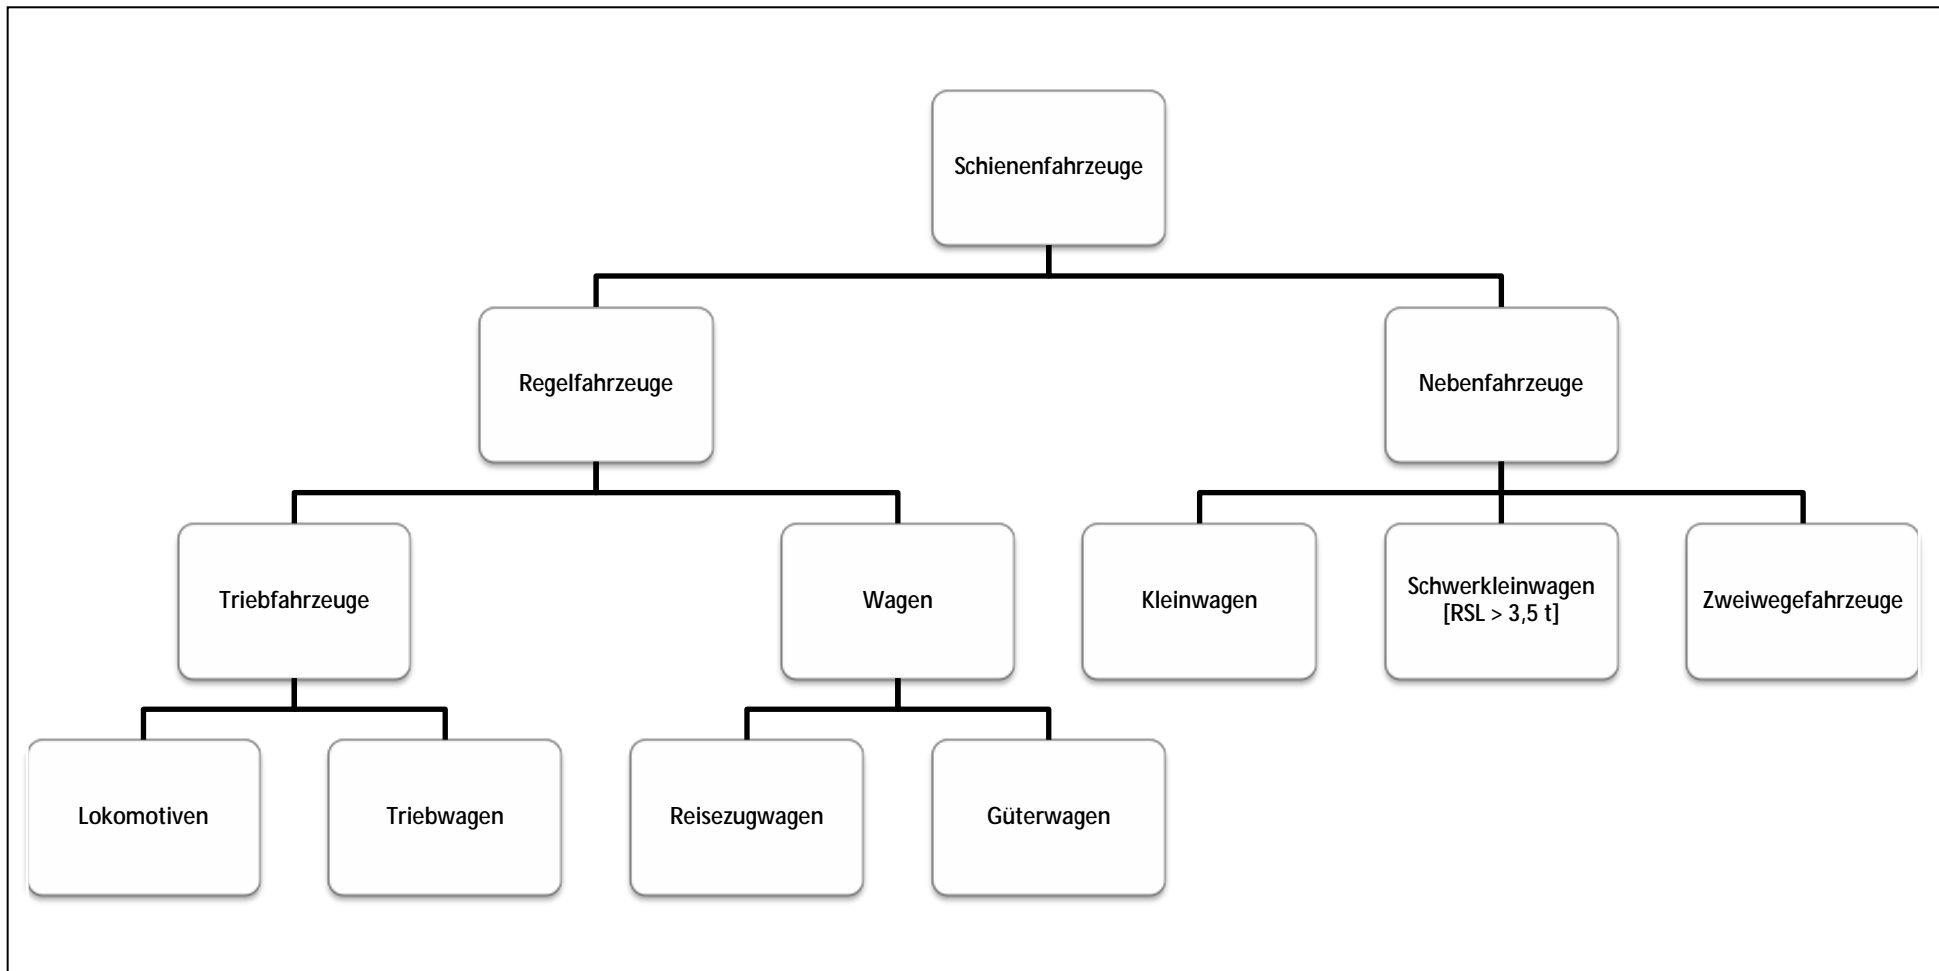 Schienenfahrzeuge
Regelfahrzeuge
Nebenfahrzeuge
Triebfahrzeuge
Wagen
Kleinwagen
Schwerkleinwagen
[RSL > 3,5 t]
Zweiwegefahrzeuge
Lokomotiven
Triebwagen
Reisezugwagen
Güterwagen